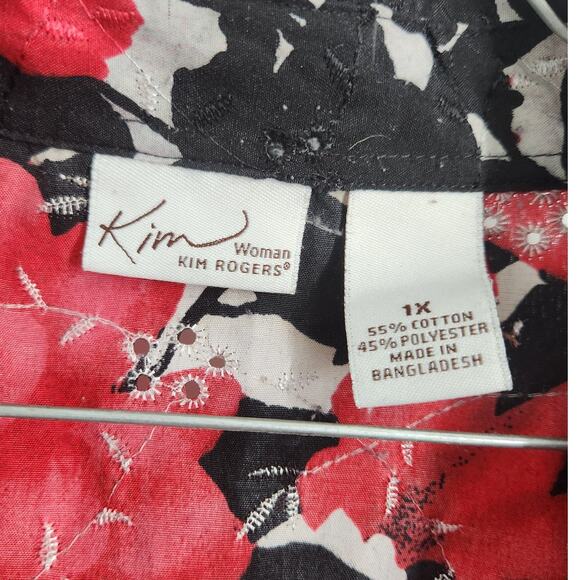 Kim
Woman
KIM ROGERS®
1X
55% COTTON
45% POLYESTER
MADE IN
BANGLADESH